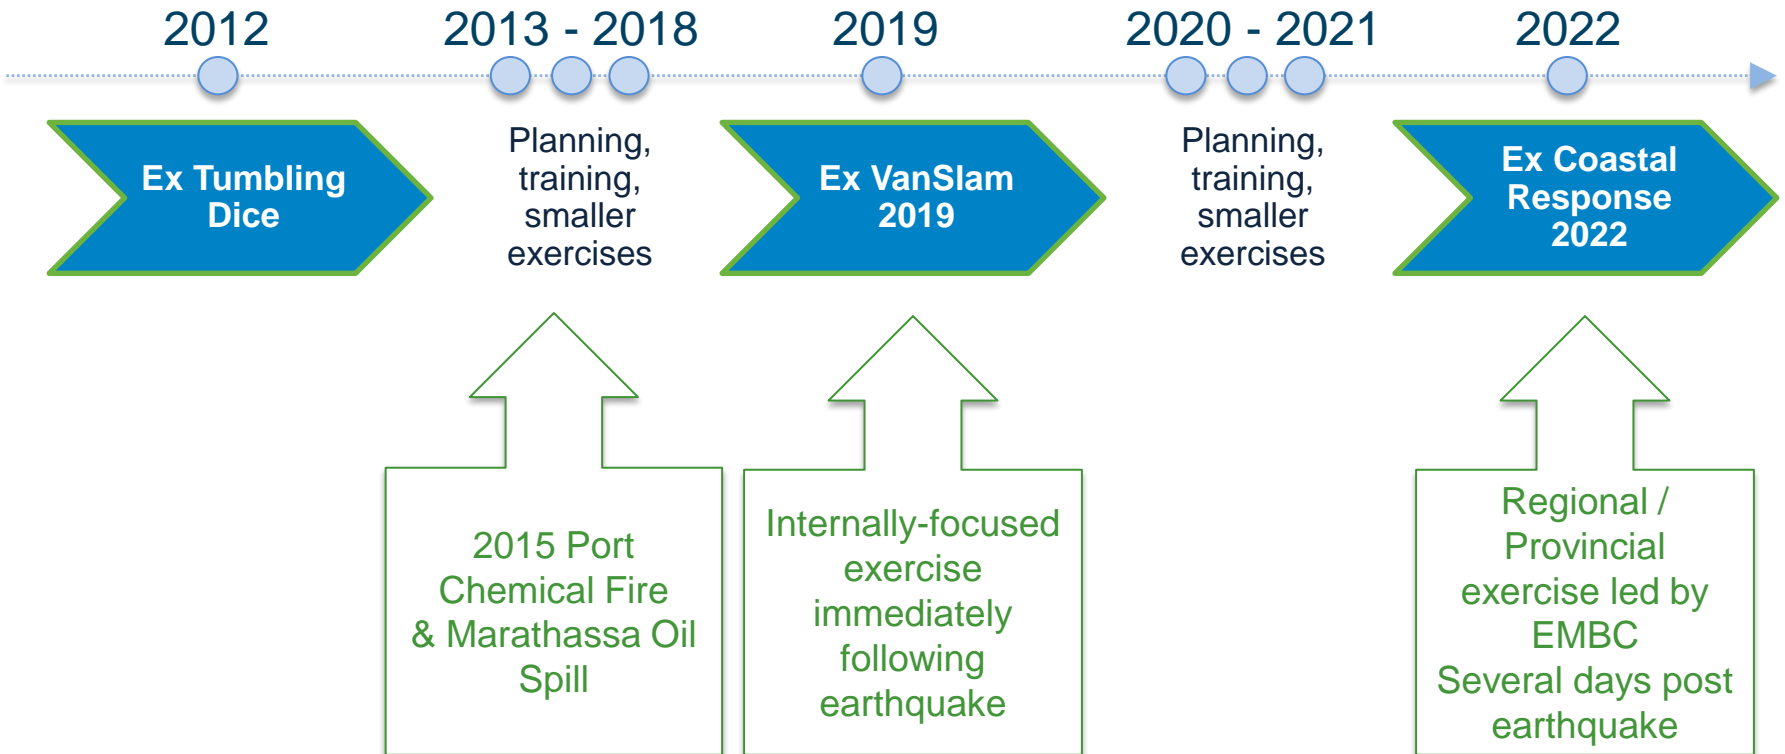 2012
2013 - 2018
2019
2020 - 2021
2022
Ex Tumbling
Dice
Planning,
training,
smaller
exercises
Ex VanSlam
2019
Planning,
training,
smaller
exercises
Ex Coastal
Response
2022
2015 Port
Chemical Fire
& Marathassa Oil
Spill
Internally-focused
exercise
immediately
following
earthquake
Regional /
Provincial
exercise led by
EMBC
Several days post
earthquake